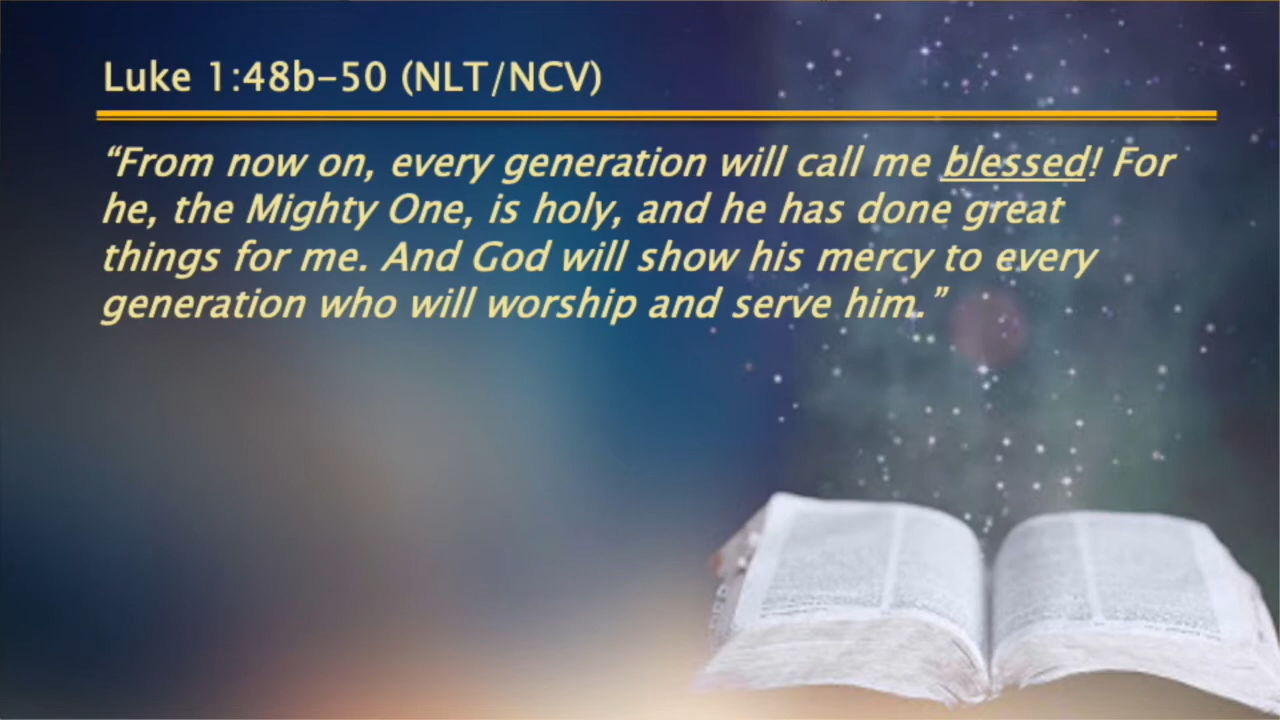 Luke 1:48b–50 (NLT/NCV)
“From now on, every generation will call me blessed! For
he, the Mighty One, is holy, and he has done great
things for me. And God will show his mercy to every
generation who will worship and serve him.”